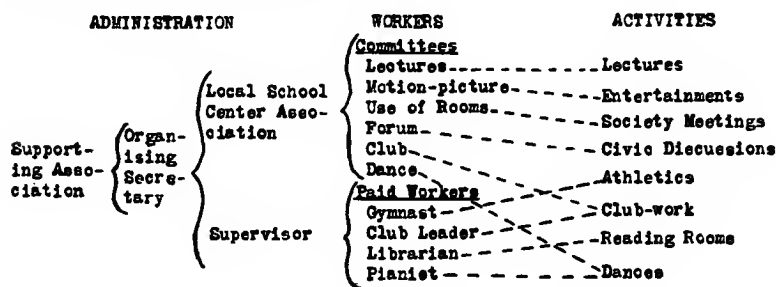 ADMINISTRATION
Support-
ing Asso-
ciation
Organ-
ising
Secre-
tary
Local School
Center Asso-
ciation
Supervisor
WORKERS
Committees
Lectures
Motion-picture
Use of Rooms
Forum
Club
Dance
Paid Workers
Gymnast
Club Leader
Librarian
Pianist
ACTIVITIES
Lectures
Entertainments
Society Meetings
Civic Discussions
Athletics
Club-work
Reading Rooms
Dances